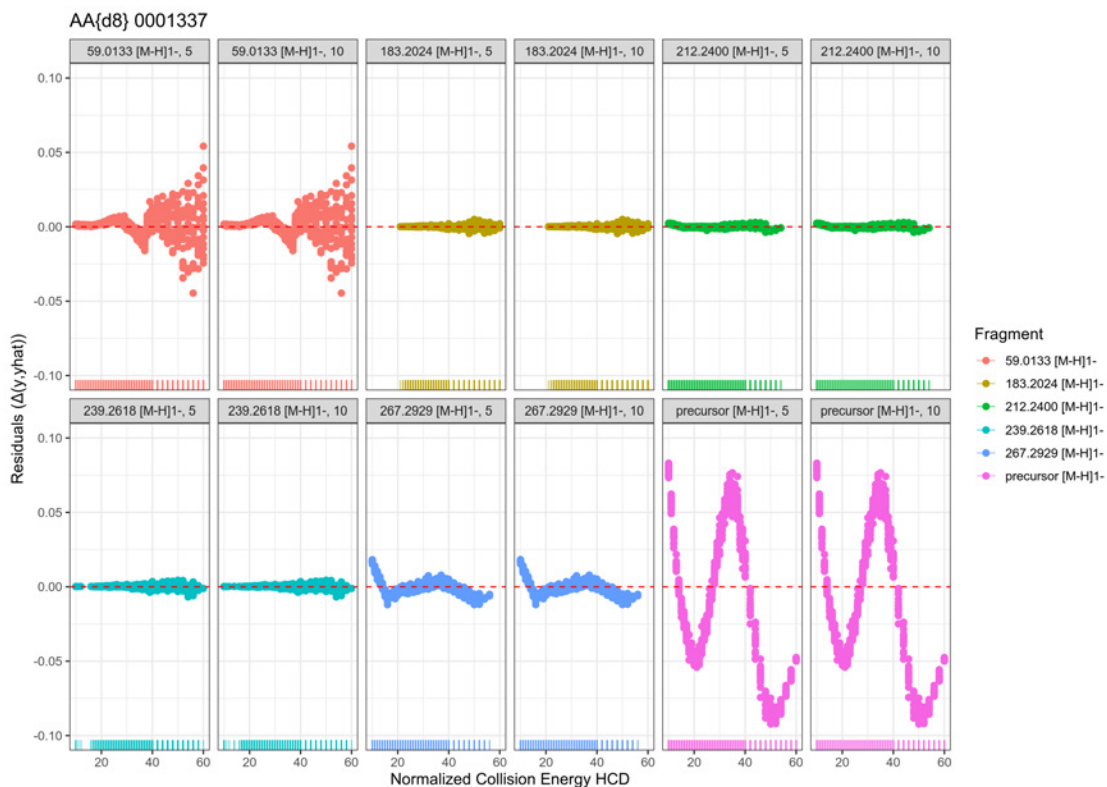 AA{d8} 0001337
59.0133 [M-H]1-, 5
59.0133 [M-H]1-, 10
183.2024 [M-H]1-, 5
183.2024 [M-H]1-, 10
212.2400 [M-H]1-, 5
212.2400 [M-H]1-, 10
0.10
0.05
0.00
-0.05
-0.10
239.2618 [M-H]1-, 5
239.2618 [M-H]1-, 10
267.2929 [M-H]1-, 5
267.2929 [M-H]1-, 10
precursor [M-H]1-, 5
precursor [M-H]1-, 10
0.10
0.05
0.00
-0.05
-0.10
20 40 60 20 40 60 20 40 60 20 40 60 20 40 60 20 40 60
Normalized Collision Energy HCD
Residuals (Δ(y,yhat))
Fragment
59.0133 [M-H]1-
183.2024 [M-H]1-
212.2400 [M-H]1-
239.2618 [M-H]1-
267.2929 [M-H]1-
precursor [M-H]1-